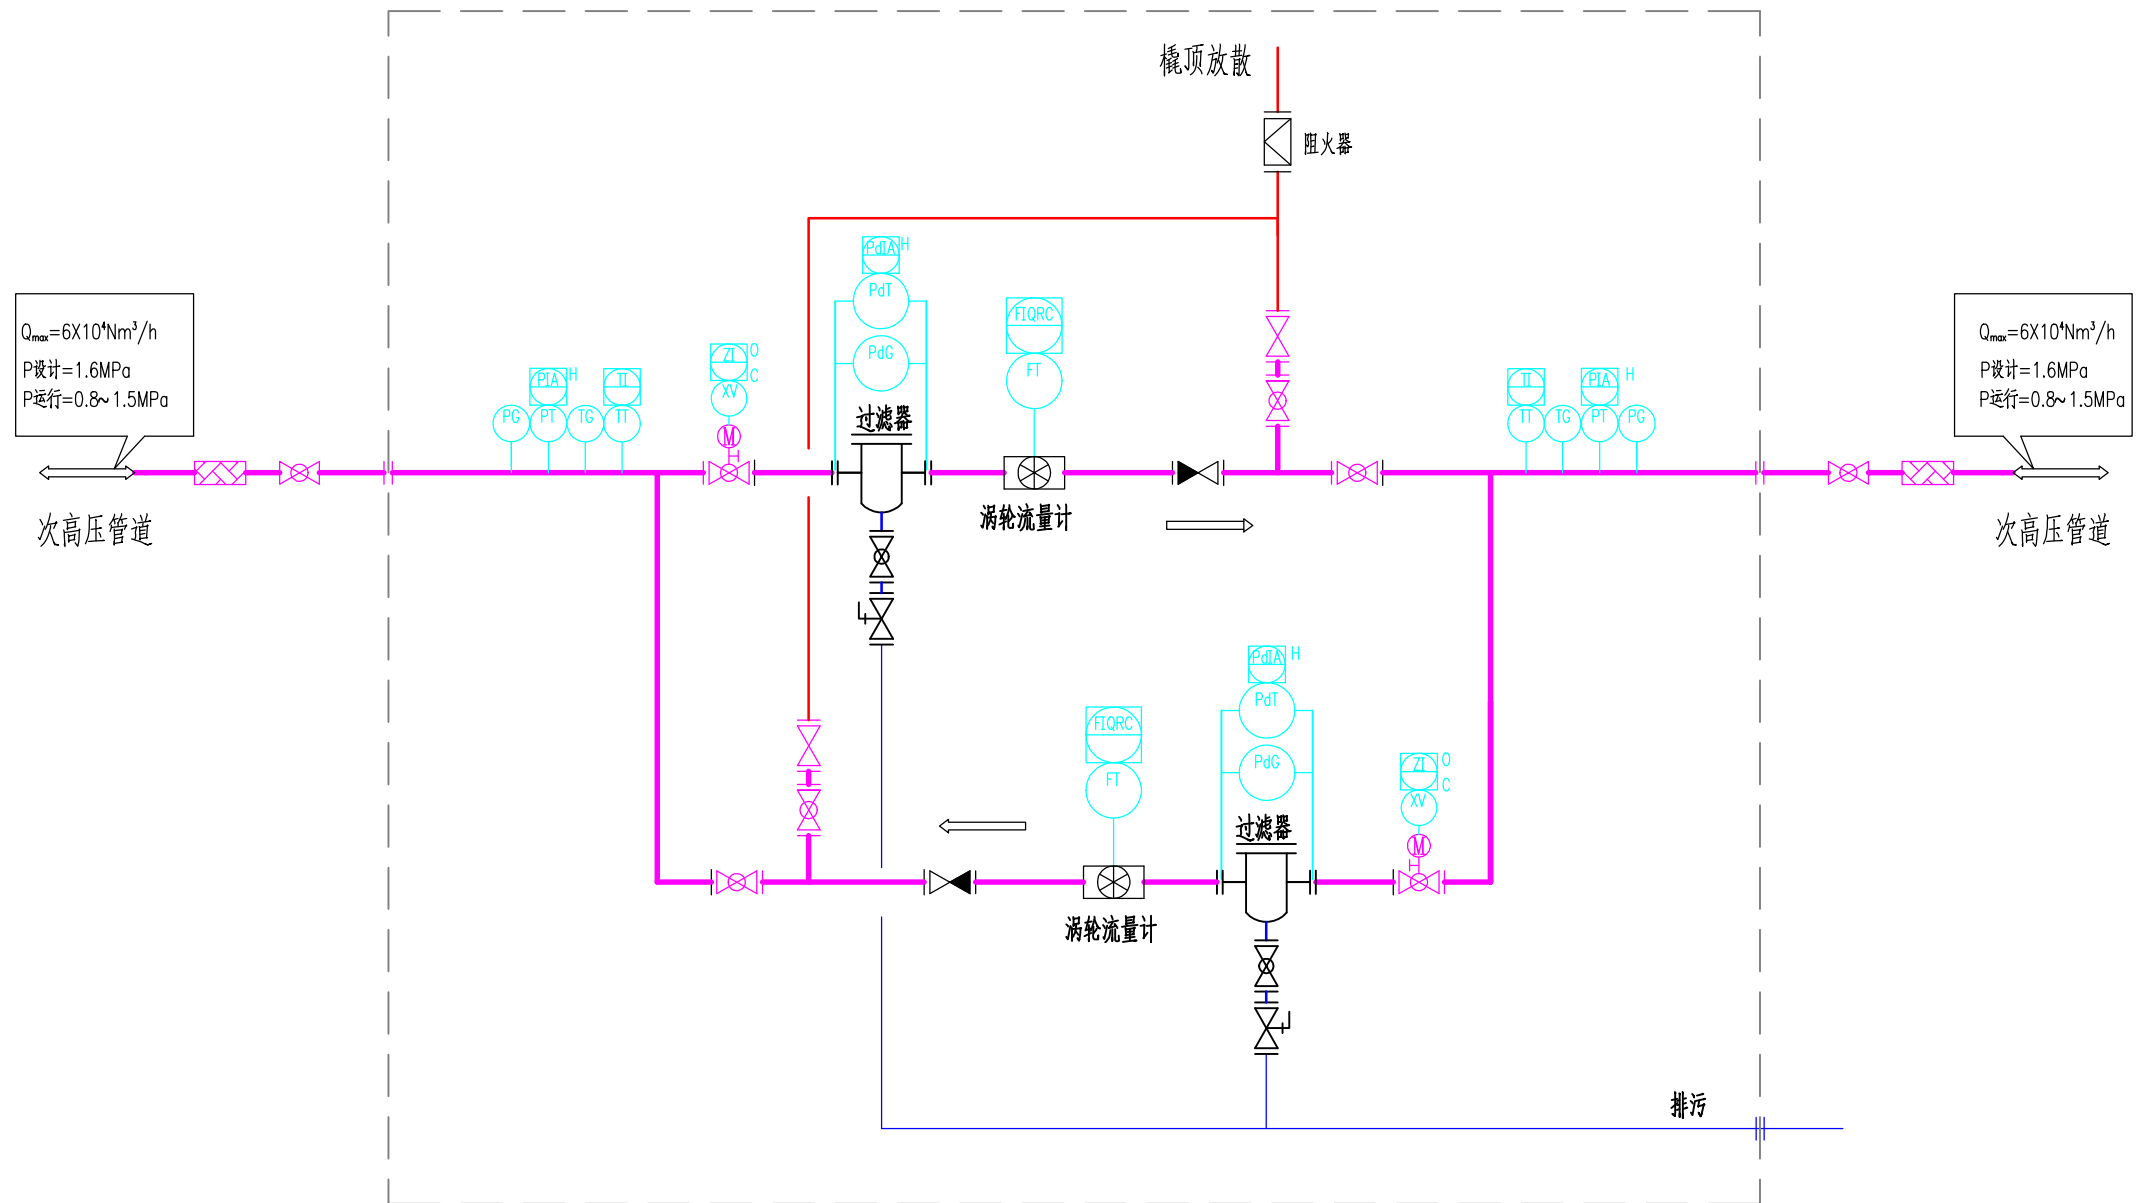 橇顶放散
阻火器
PdIA H
PdT
PdG
过滤器
FIQRC
FT
涡轮流量计
Qmax=6X10⁴Nm³/h
P设计=1.6MPa
P运行=0.8~1.5MPa
次高压管道
PG
PIA H
PT
TG
TI
TT
ZI O
C
XV
M
H
TI
TT
TG
PIA H
PT
PG
Qmax=6X10⁴Nm³/h
P设计=1.6MPa
P运行=0.8~1.5MPa
次高压管道
PdIA H
PdT
PdG
过滤器
FIQRC
FT
涡轮流量计
ZI O
C
XV
M
H
排污